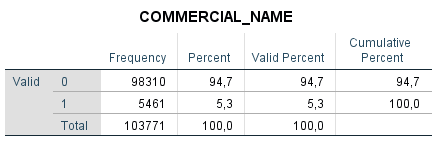 COMMERCIAL_NAME
Frequency Percent Valid Percent Cumulative Percent
Valid 0 98310 94,7 94,7 94,7
1 5461 5,3 5,3 100,0
Total 103771 100,0 100,0